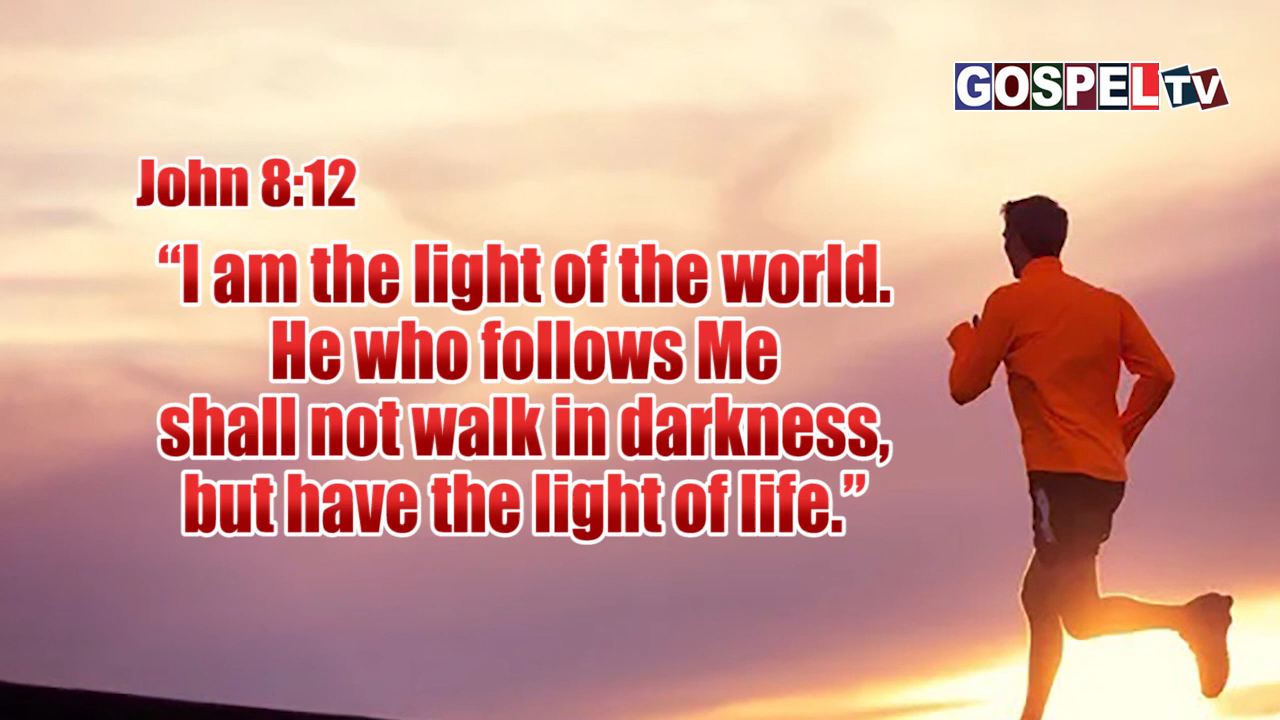 GOSPEL TV
John 8:12
“I am the light of the world.
He who follows Me
shall not walk in darkness,
but have the light of life.”